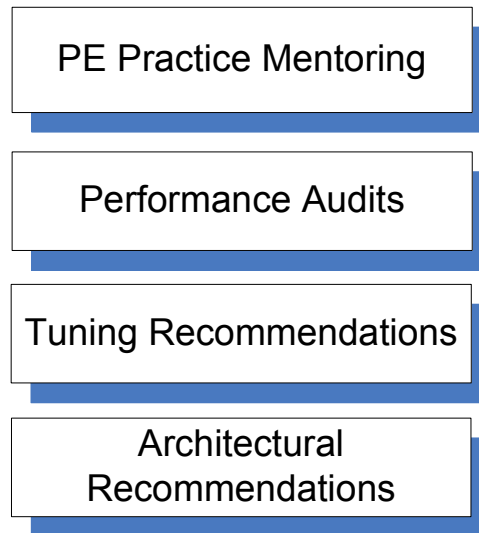 PE Practice Mentoring
Performance Audits
Tuning Recommendations
Architectural
Recommendations